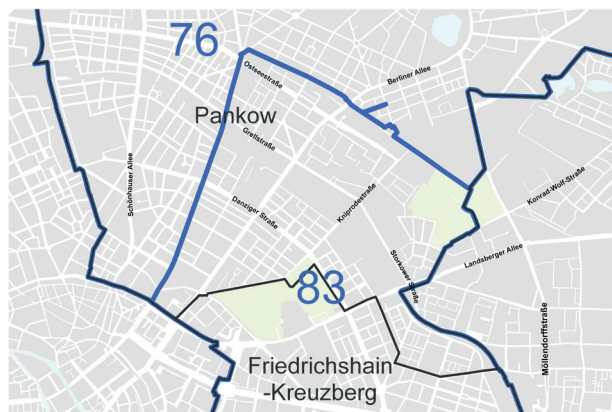 76
Ostseestraße
Berliner Allee
Pankow
Grellstraße
Schönhauser Allee
Danziger Straße
Kniprodestraße
Konrad-Wolf-Straße
Storkower Straße
Landsberger Allee
83
Möllendorffstraße
Friedrichshain
-Kreuzberg